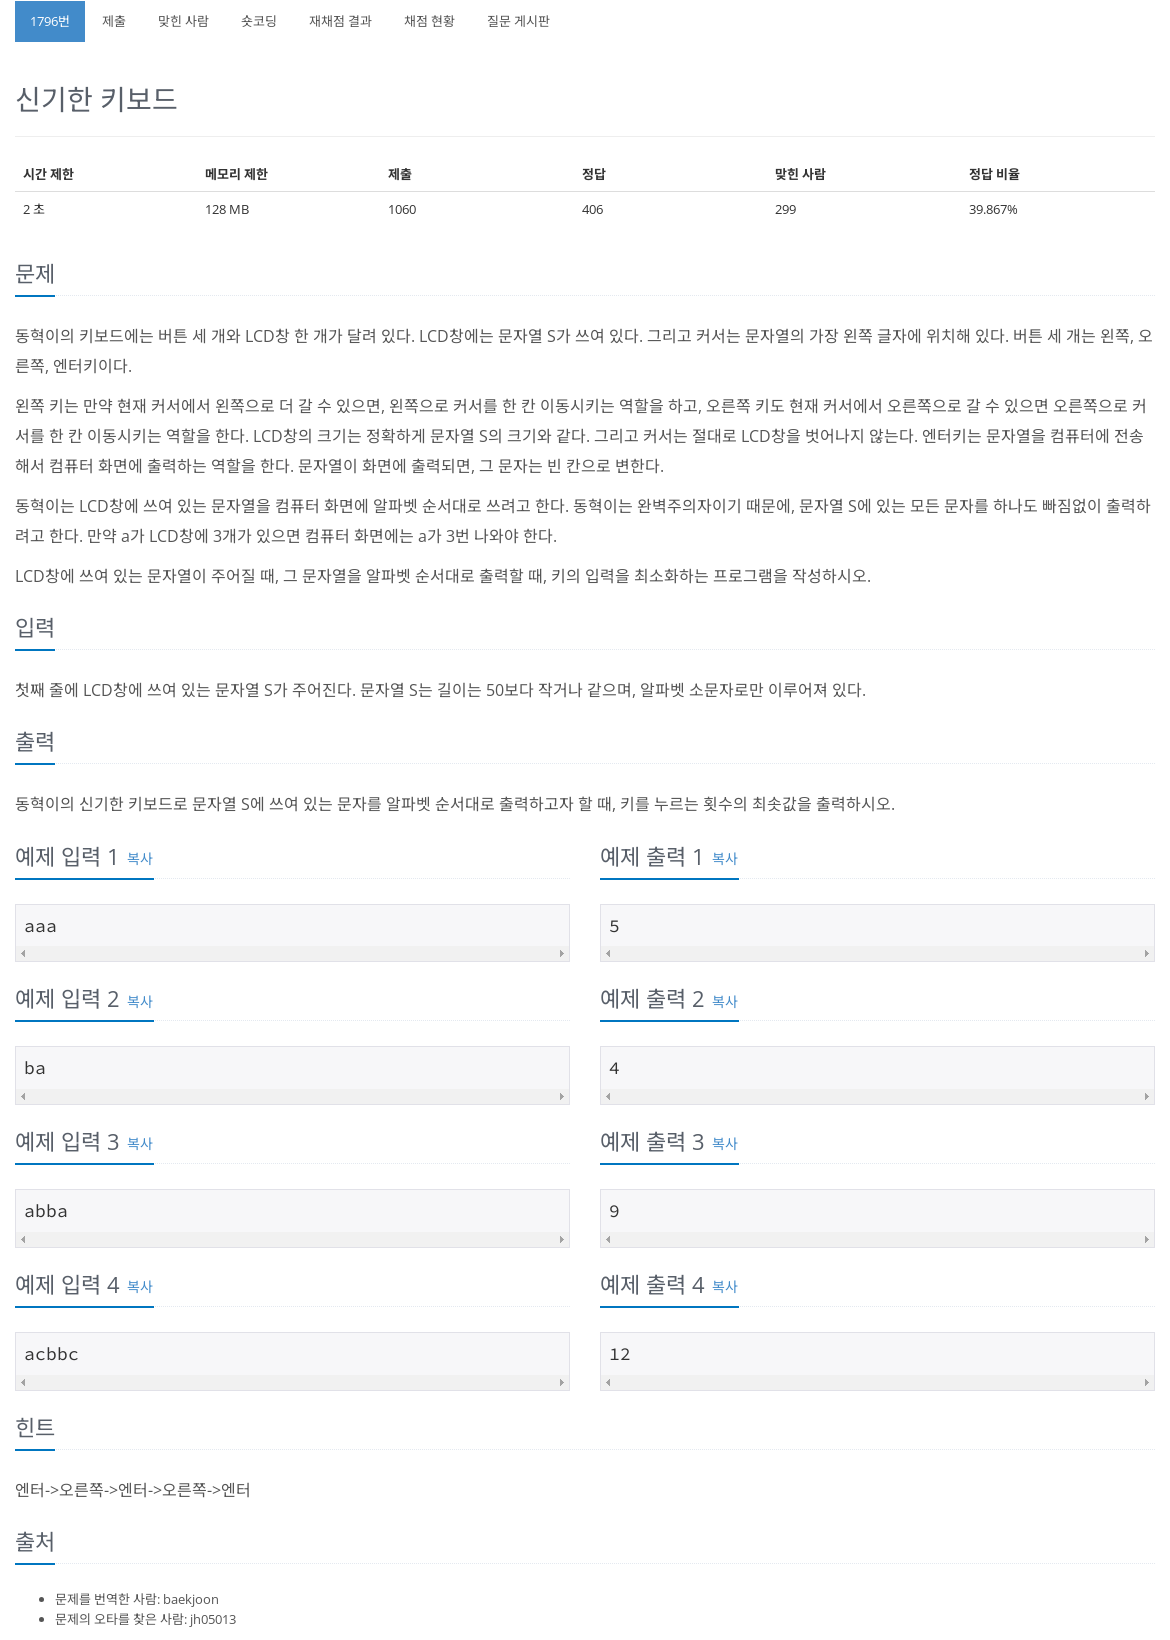 1796번 제출 맞힌 사람 숏코딩 재채점 결과 채점 현황 질문 게시판
신기한 키보드
시간 제한 메모리 제한 제출 정답 맞힌 사람 정답 비율
2 초 128 MB 1060 406 299 39.867%
문제
동혁이의 키보드에는 버튼 세 개와 LCD창 한 개가 달려 있다. LCD창에는 문자열 S가 쓰여 있다. 그리고 커서는 문자열의 가장 왼쪽 글자에 위치해 있다. 버튼 세 개는 왼쪽, 오
른쪽, 엔터키이다.
왼쪽 키는 만약 현재 커서에서 왼쪽으로 더 갈 수 있으면, 왼쪽으로 커서를 한 칸 이동시키는 역할을 하고, 오른쪽 키도 현재 커서에서 오른쪽으로 갈 수 있으면 오른쪽으로 커
서를 한 칸 이동시키는 역할을 한다. LCD창의 크기는 정확하게 문자열 S의 크기와 같다. 그리고 커서는 절대로 LCD창을 벗어나지 않는다. 엔터키는 문자열을 컴퓨터에 전송
해서 컴퓨터 화면에 출력하는 역할을 한다. 문자열이 화면에 출력되면, 그 문자는 빈 칸으로 변한다.
동혁이는 LCD창에 쓰여 있는 문자열을 컴퓨터 화면에 알파벳 순서대로 쓰려고 한다. 동혁이는 완벽주의자이기 때문에, 문자열 S에 있는 모든 문자를 하나도 빠짐없이 출력하
려고 한다. 만약 a가 LCD창에 3개가 있으면 컴퓨터 화면에는 a가 3번 나와야 한다.
LCD창에 쓰여 있는 문자열이 주어질 때, 그 문자열을 알파벳 순서대로 출력할 때, 키의 입력을 최소화하는 프로그램을 작성하시오.
입력
첫째 줄에 LCD창에 쓰여 있는 문자열 S가 주어진다. 문자열 S는 길이는 50보다 작거나 같으며, 알파벳 소문자로만 이루어져 있다.
출력
동혁이의 신기한 키보드로 문자열 S에 쓰여 있는 문자를 알파벳 순서대로 출력하고자 할 때, 키를 누르는 횟수의 최솟값을 출력하시오.
예제 입력 1 복사 예제 출력 1 복사
aaa 5
예제 입력 2 복사 예제 출력 2 복사
ba 4
예제 입력 3 복사 예제 출력 3 복사
abba 9
예제 입력 4 복사 예제 출력 4 복사
acbbc 12
힌트
엔터->오른쪽->엔터->오른쪽->엔터
출처
문제를 번역한 사람: baekjoon
문제의 오타를 찾은 사람: jh05013